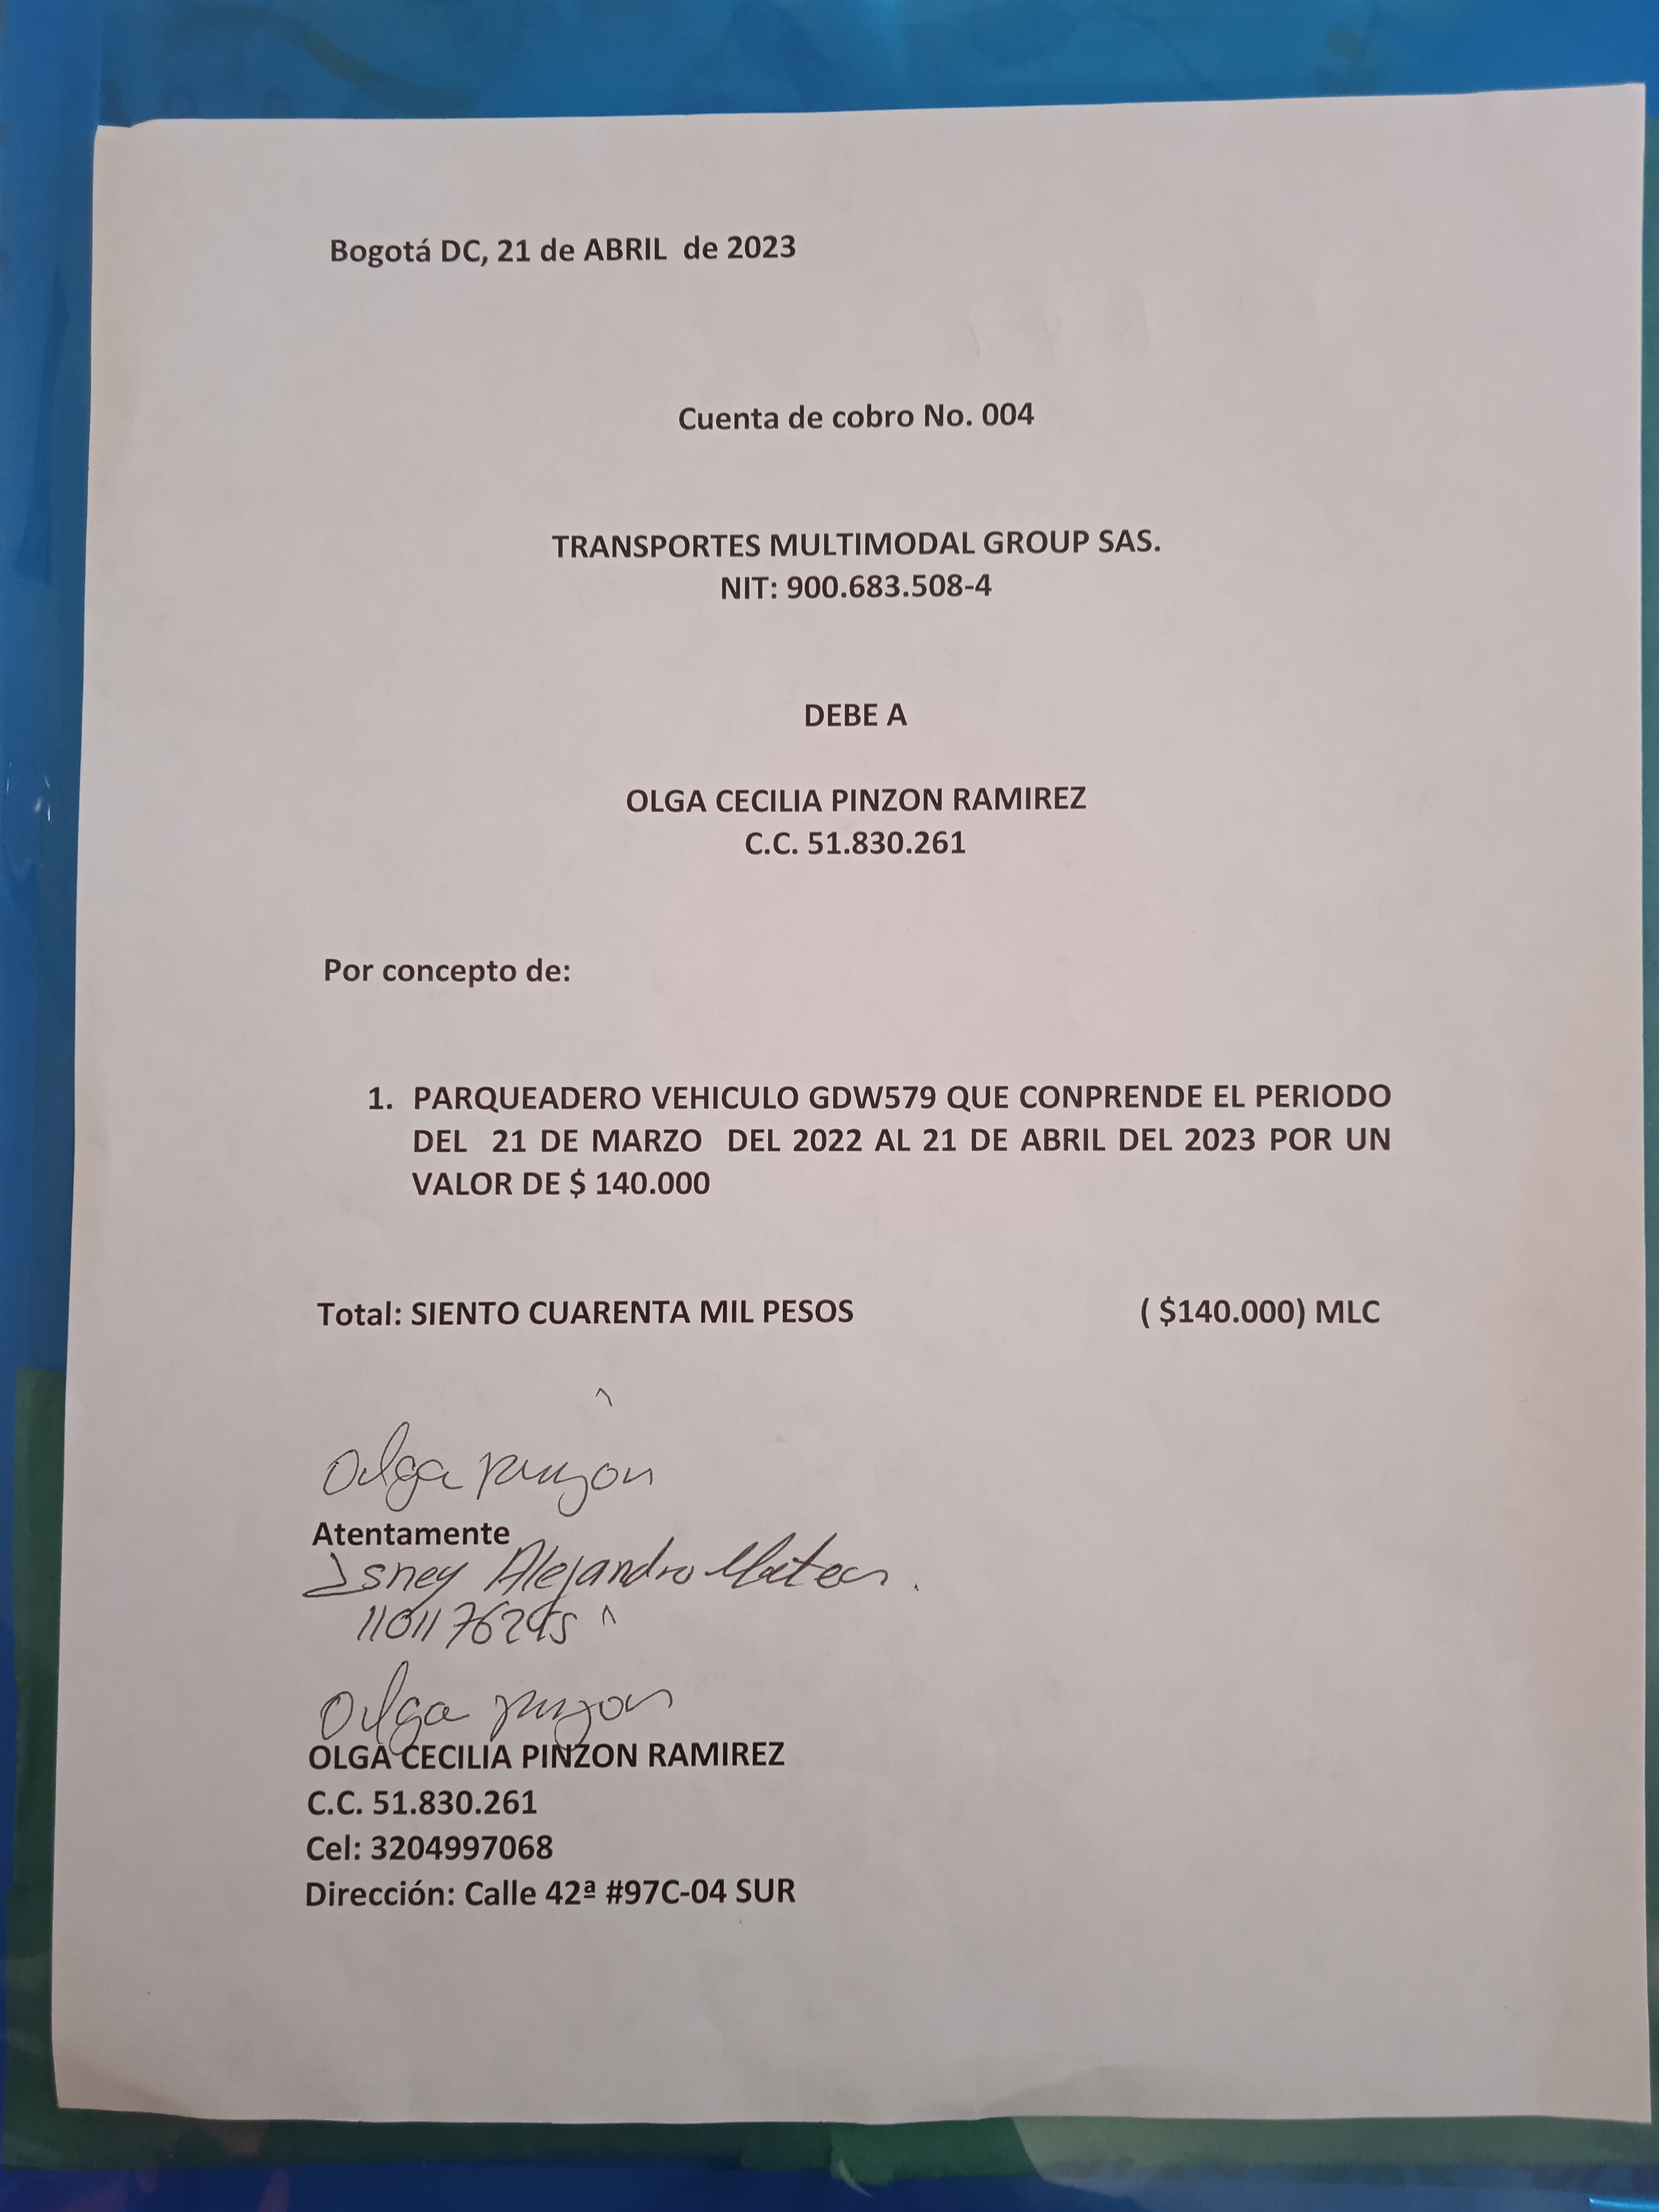 Bogotá DC, 21 de ABRIL de 2023
Cuenta de cobro No. 004
TRANSPORTES MULTIMODAL GROUP SAS.
NIT: 900.683.508-4
DEBE A
OLGA CECILIA PINZON RAMIREZ
C.C. 51.830.261
Por concepto de:
1. PARQUEADERO VEHICULO GDW579 QUE CONPRENDE EL PERIODO
DEL 21 DE MARZO DEL 2022 AL 21 DE ABRIL DEL 2023 POR UN
VALOR DE $ 140.000
Total: SIENTO CUARENTA MIL PESOS ( $140.000) MLC
Olga pinzon
Atentamente
Isney Alejandro
Olga pinzon
OLGA CECILIA PINZON RAMIREZ
C.C. 51.830.261
Cel: 3204997068
Dirección: Calle 42ª #97C-04 SUR